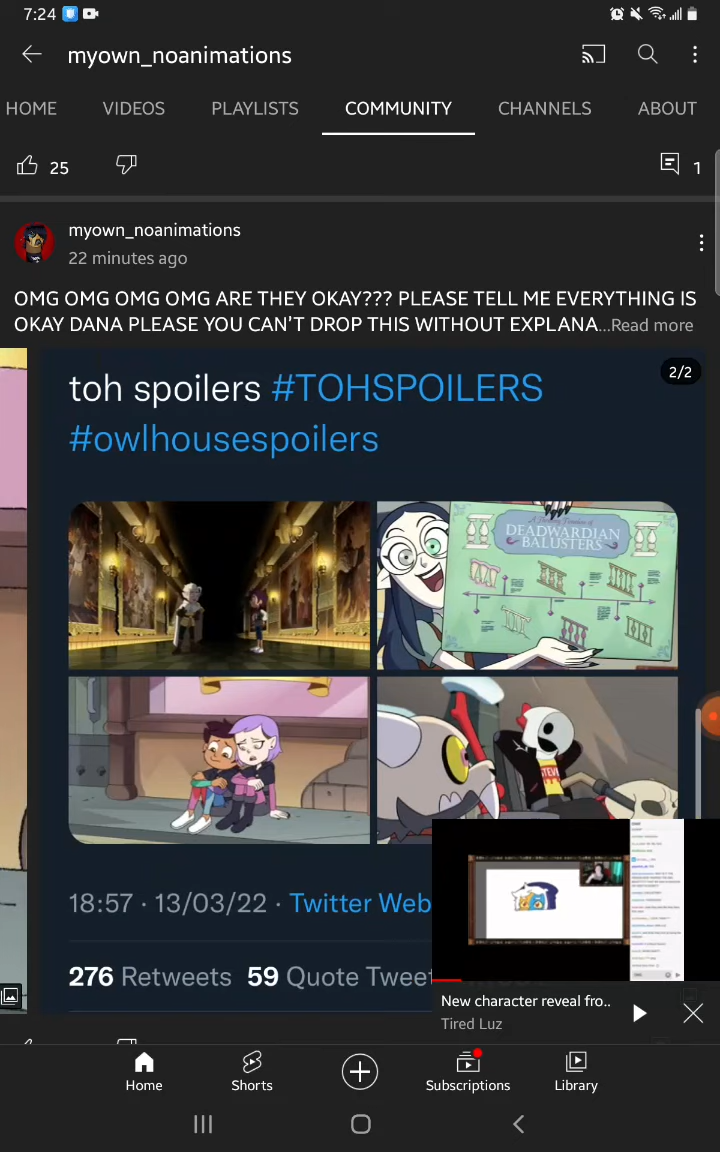 7:24
myown_noanimations
HOME VIDEOS PLAYLISTS COMMUNITY CHANNELS ABOUT
25 1
myown_noanimations
22 minutes ago
OMG OMG OMG OMG ARE THEY OKAY??? PLEASE TELL ME EVERYTHING IS
OKAY DANA PLEASE YOU CAN'T DROP THIS WITHOUT EXPLANA...Read more
2/2
toh spoilers #TOHSPOILERS
#owlhousespoilers
DEADWARDIAN
BALUSTERS
STEVE
18:57 · 13/03/22 · Twitter Web
276 Retweets 59 Quote Tweet
New character reveal fro..
Tired Luz
Home Shorts Subscriptions Library